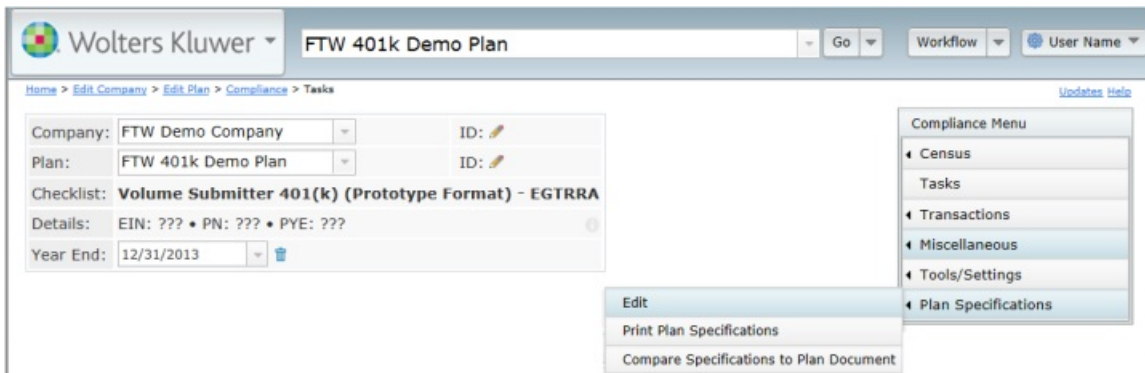 Wolters Kluwer FTW 401k Demo Plan Go Workflow User Name
Home > Edit Company > Edit Plan > Compliance > Tasks Updates Help
Company: FTW Demo Company ID:
Plan: FTW 401k Demo Plan ID:
Checklist: Volume Submitter 401(k) (Prototype Format) - EGTRRA
Details: EIN: ??? • PN: ??? • PYE: ???
Year End: 12/31/2013
Compliance Menu
Census
Tasks
Transactions
Miscellaneous
Tools/Settings
Plan Specifications
Edit
Print Plan Specifications
Compare Specifications to Plan Document